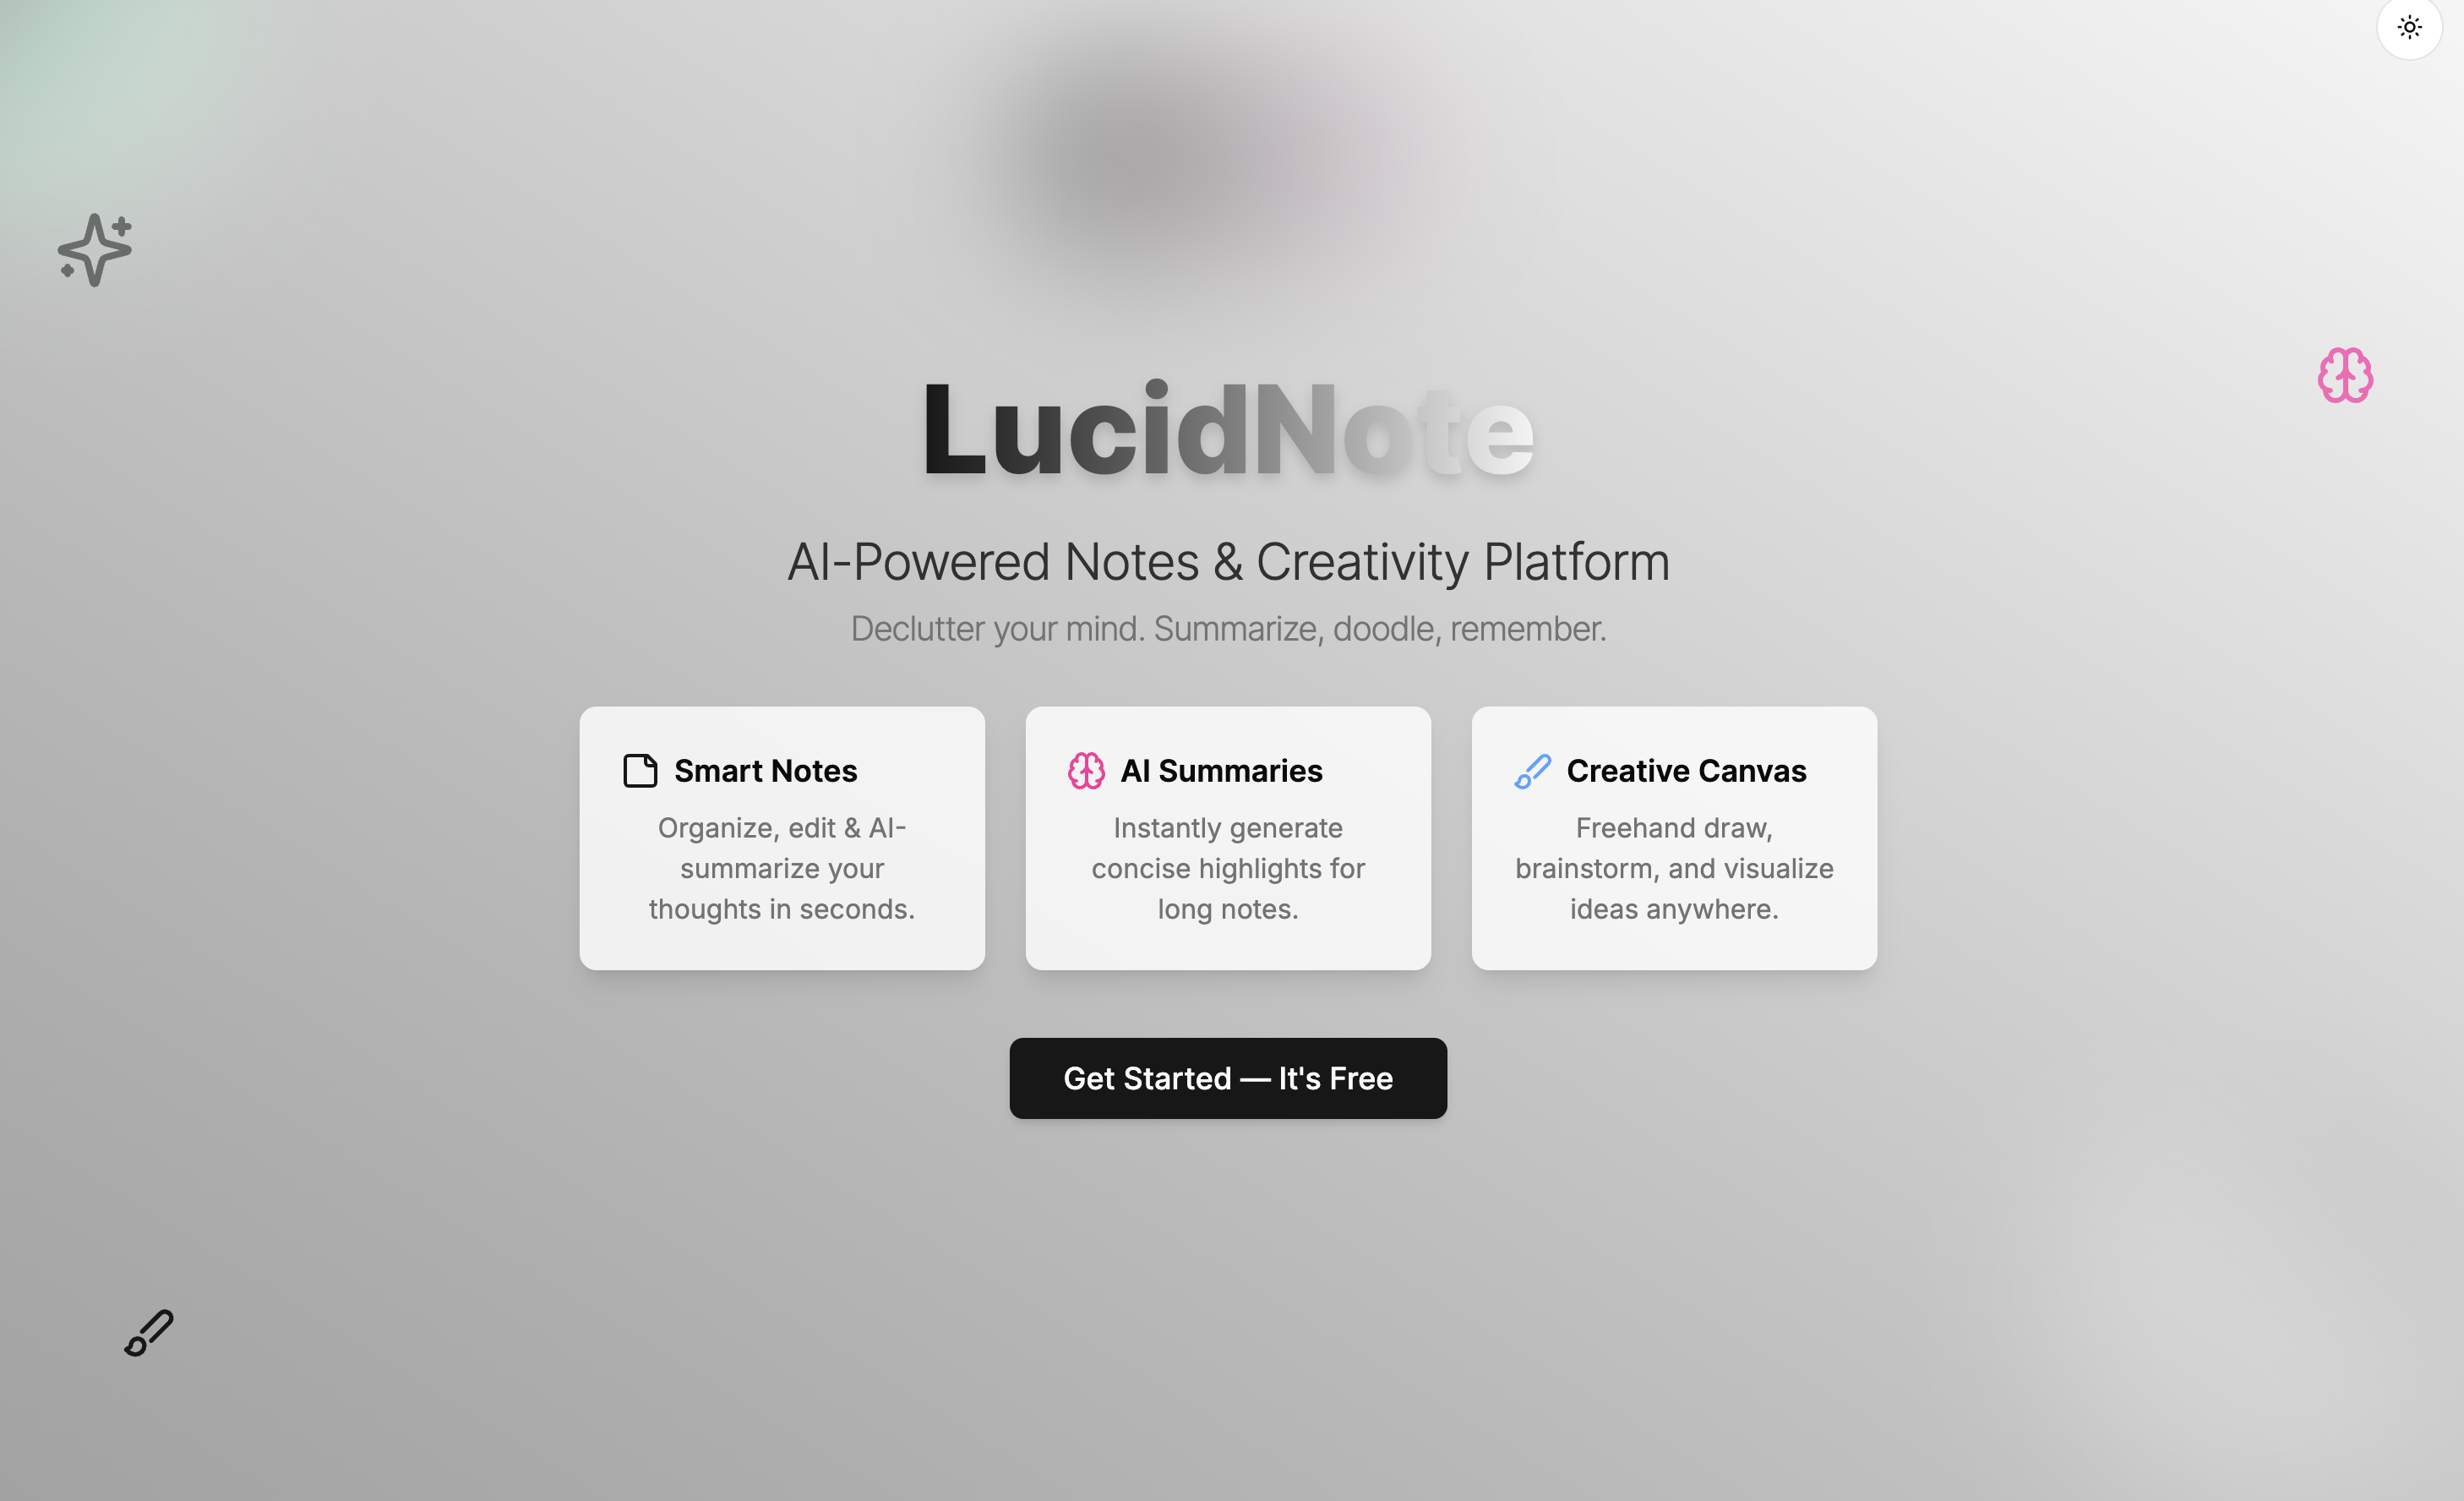 LucidNote
AI-Powered Notes & Creativity Platform
Declutter your mind. Summarize, doodle, remember.
Smart Notes
Organize, edit & AI-
summarize your
thoughts in seconds.
AI Summaries
Instantly generate
concise highlights for
long notes.
Creative Canvas
Freehand draw,
brainstorm, and visualize
ideas anywhere.
Get Started — It's Free